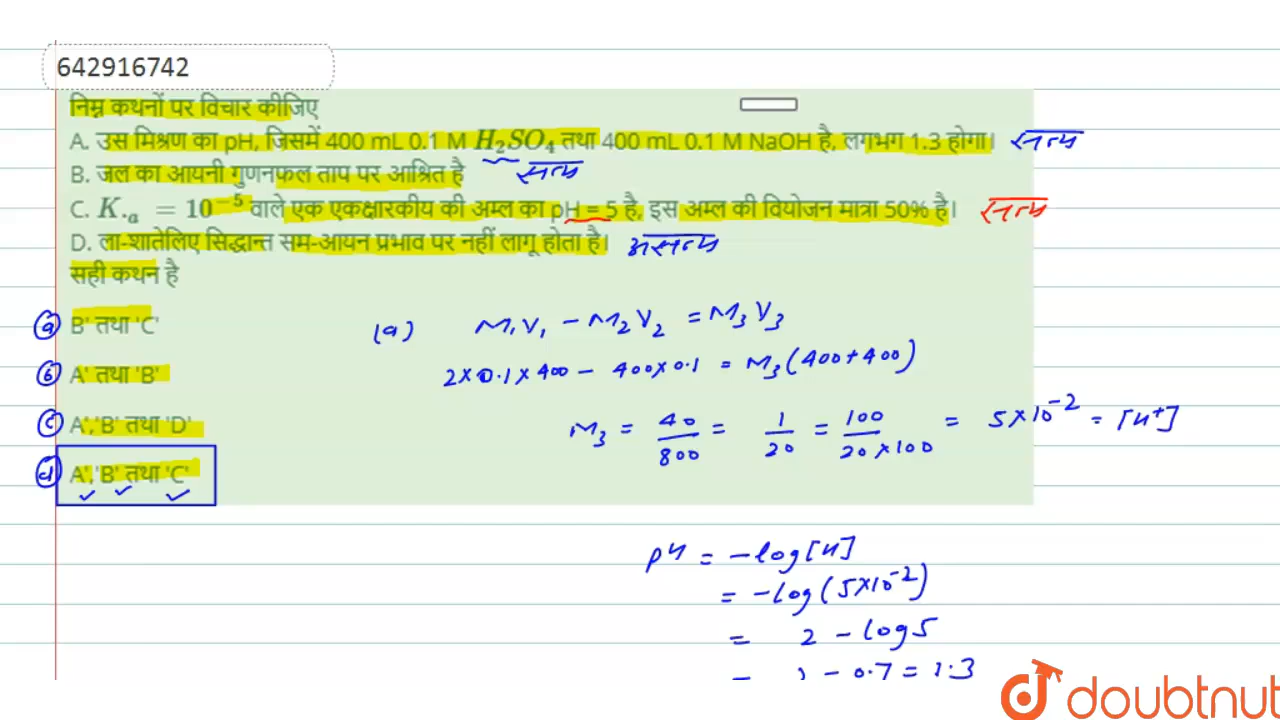 642916742
निम्न कथनों पर विचार कीजिए
A. उस मिश्रण का pH, जिसमें 400 mL 0.1 M H₂SO₄ तथा 400 mL 0.1 M NaOH है, लगभग 1.3 होगा। सत्य
B. जल का आयनी गुणनफल ताप पर आश्रित है सत्य
C. K.ₐ = 10⁻⁵ वाले एक एकक्षारकीय की अम्ल का pH = 5 है, इस अम्ल की वियोजन मात्रा 50% है। सत्य
D. ला-शातेलिए सिद्धान्त सम-आयन प्रभाव पर नहीं लागू होता है। असत्य
सही कथन है
(a) B' तथा 'C'
(b) A' तथा 'B'
(c) A','B' तथा 'D'
(d) A','B' तथा 'C'
(a) M₁V₁ - M₂V₂ = M₃V₃
2×0.1×400 - 400×0.1 = M₃(400+400)
M₃ = 40/800 = 1/20 = 100/20×100 = 5×10⁻² = [H⁺]
pH = -log[H]
= -log(5×10⁻²)
= 2 - log5
= 2 - 0.7 = 1.3
doubtnut